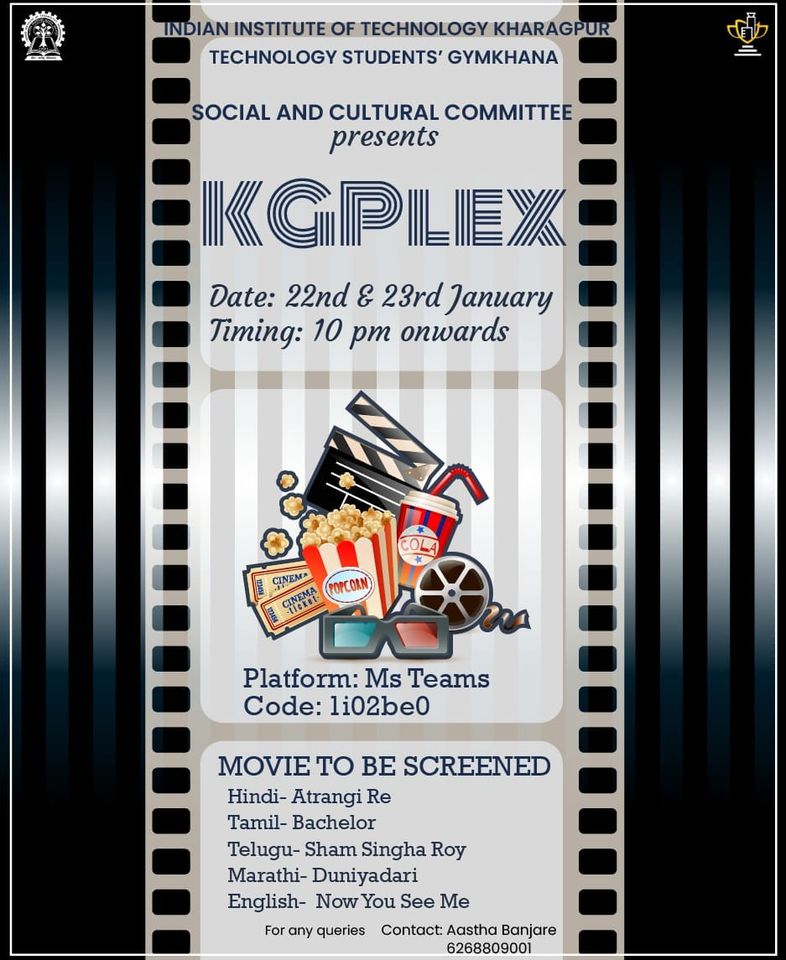 INDIAN INSTITUTE OF TECHNOLOGY KHARAGPUR
TECHNOLOGY STUDENTS' GYMKHANA
SOCIAL AND CULTURAL COMMITTEE
presents
KGPLEX
Date: 22nd & 23rd January
Timing: 10 pm onwards
COLA
CINEMA
CINEMA
ticket
POPCORN
Platform: Ms Teams
Code: 1i02be0
MOVIE TO BE SCREENED
Hindi- Atrangi Re
Tamil- Bachelor
Telugu- Sham Singha Roy
Marathi- Duniyadari
English- Now You See Me
For any queries Contact: Aastha Banjare
6268809001